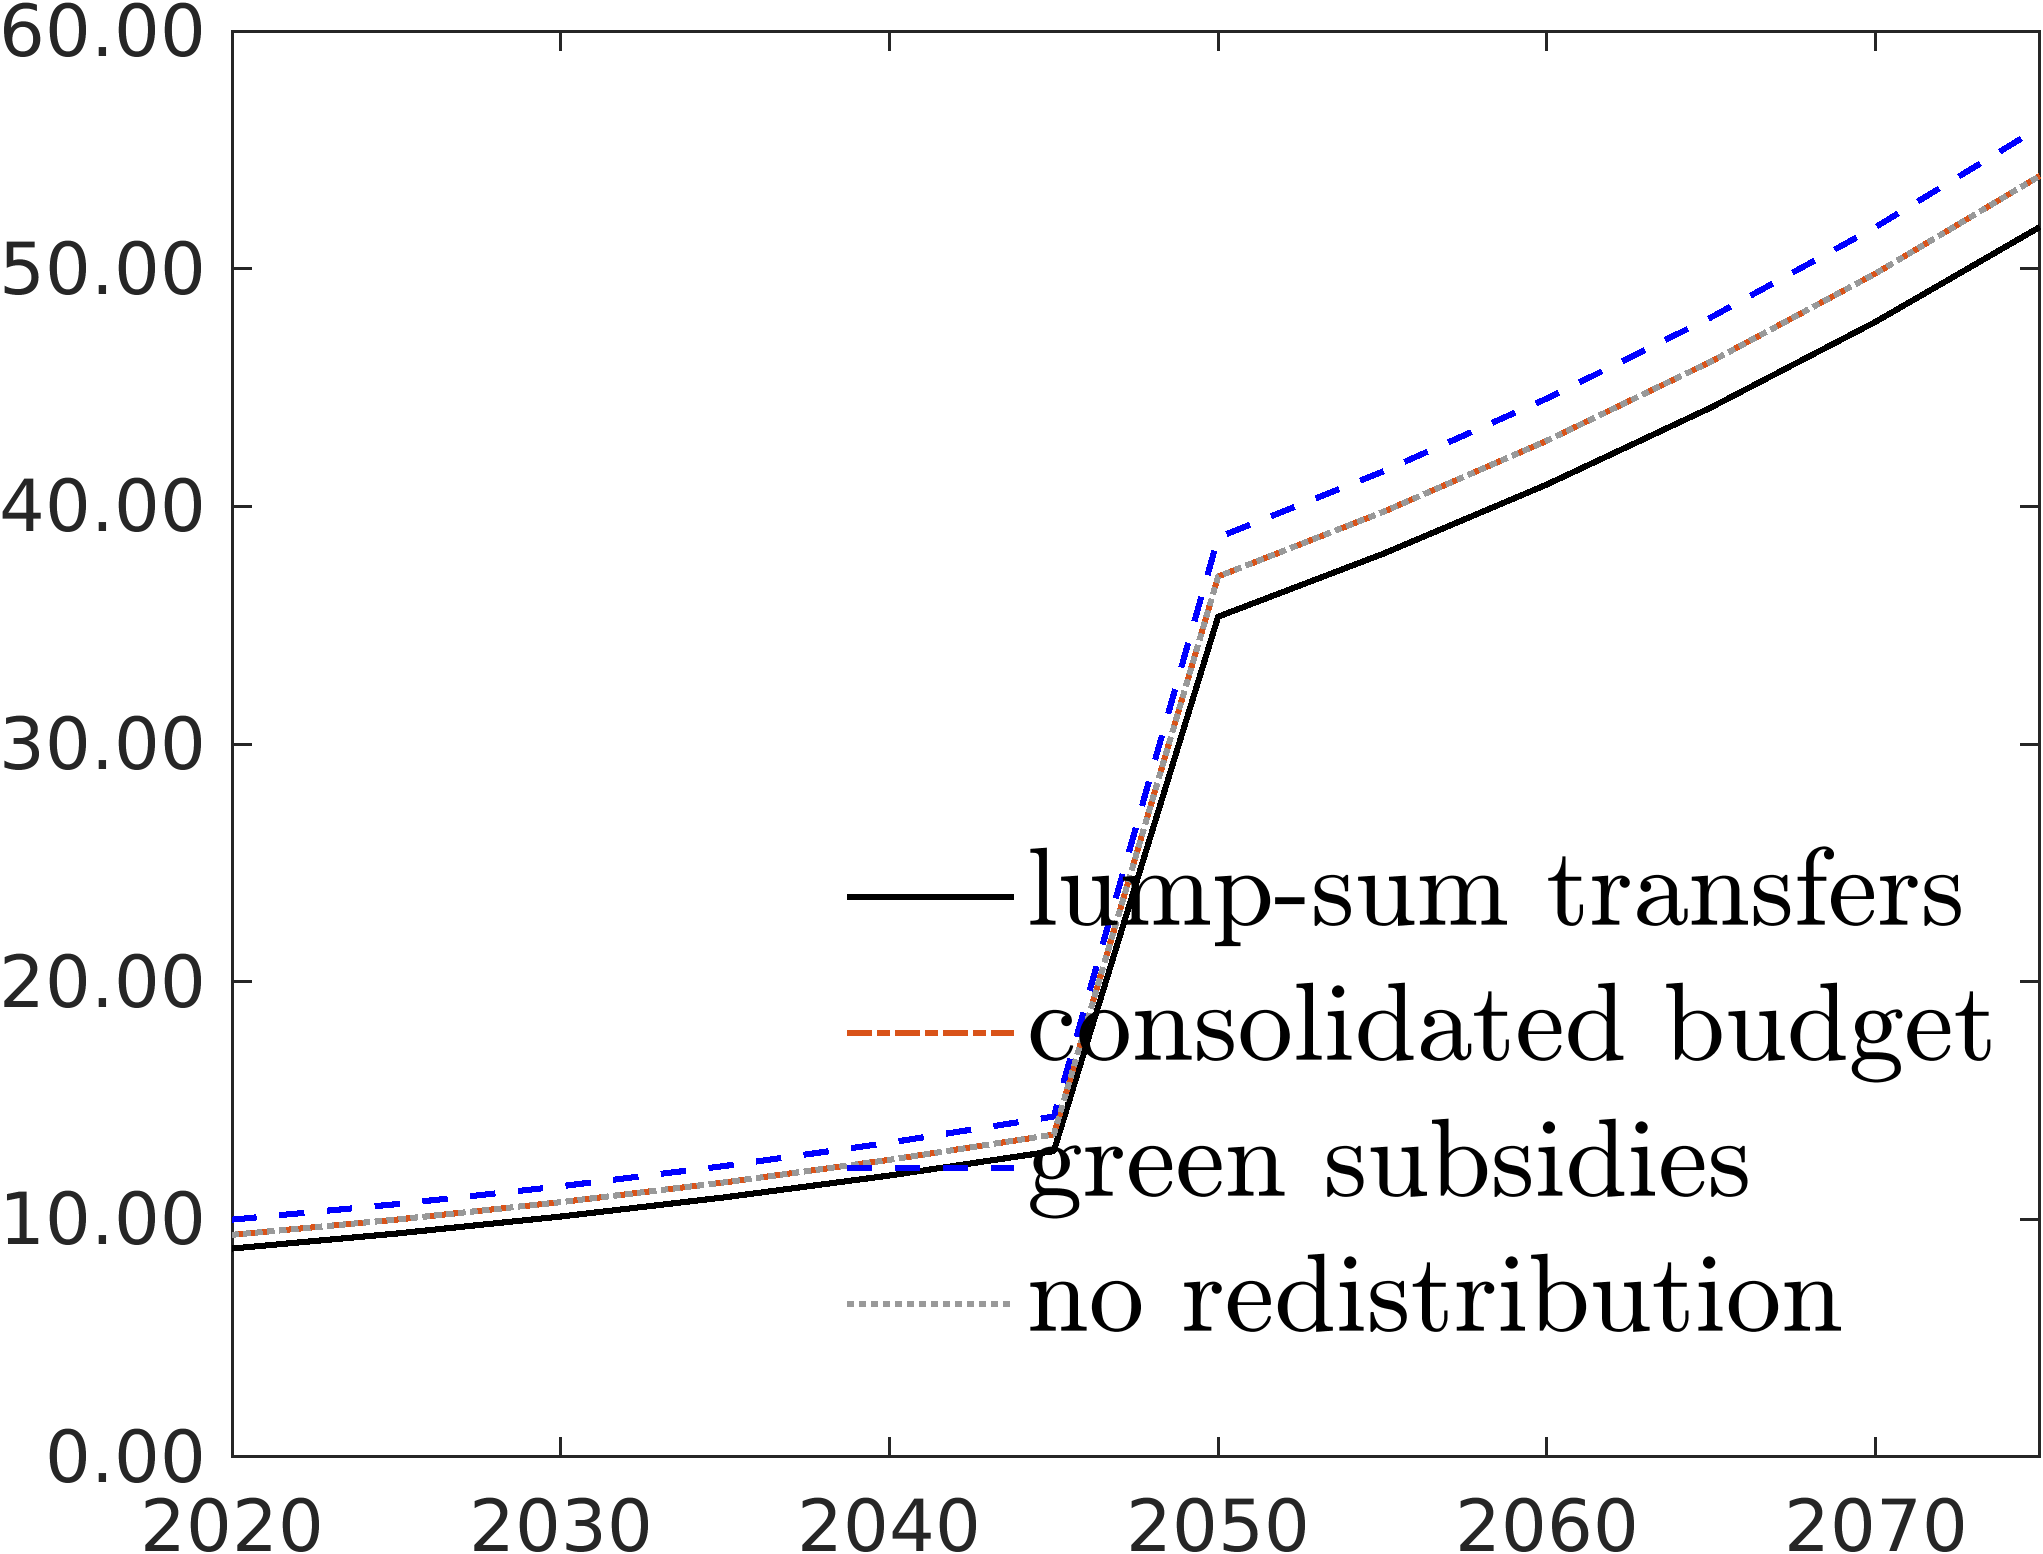 60.00
50.00
40.00
30.00
20.00
10.00
0.00
lump-sum transfers
consolidated budget
green subsidies
no redistribution
2020 2030 2040 2050 2060 2070